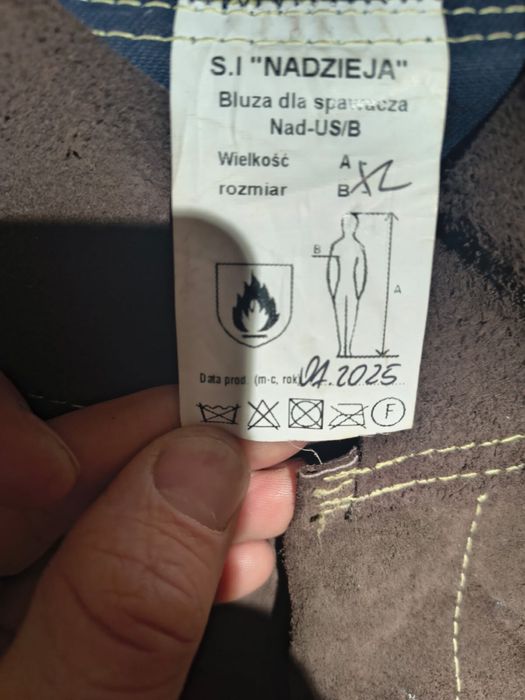 S.I "NADZIEJA"
Bluza dla spawacza
Nad-US/B
Wielkość A
rozmiar B XL
B
A
Data prod. (m-c, rok) 01.2025
F